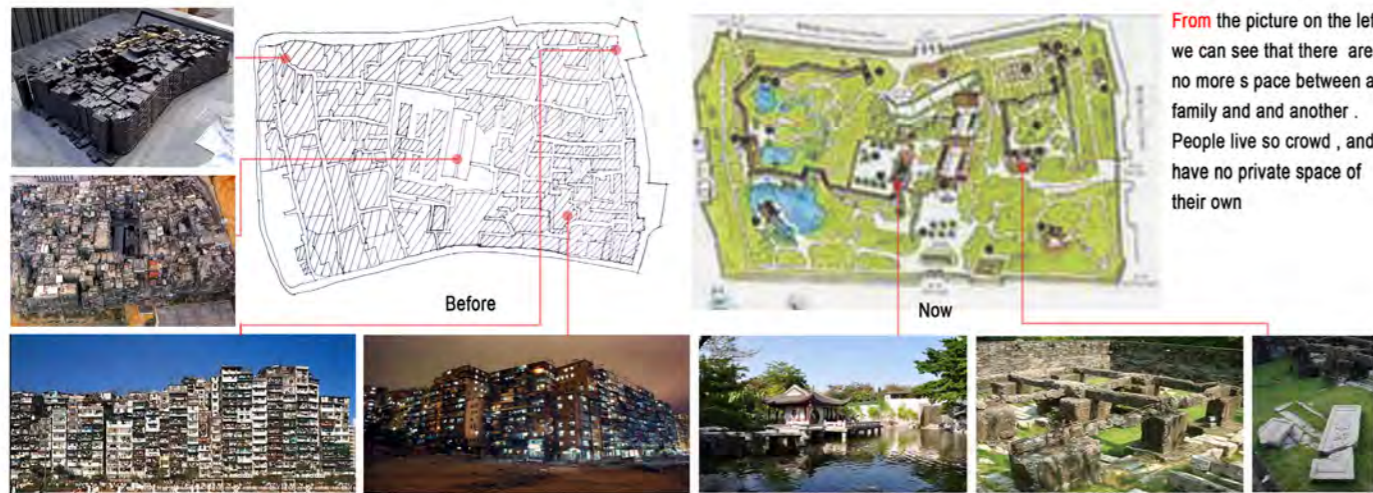 From the picture on the left
we can see that there are
no more s pace between a
family and and another .
People live so crowd , and
have no private space of
their own
Before
Now